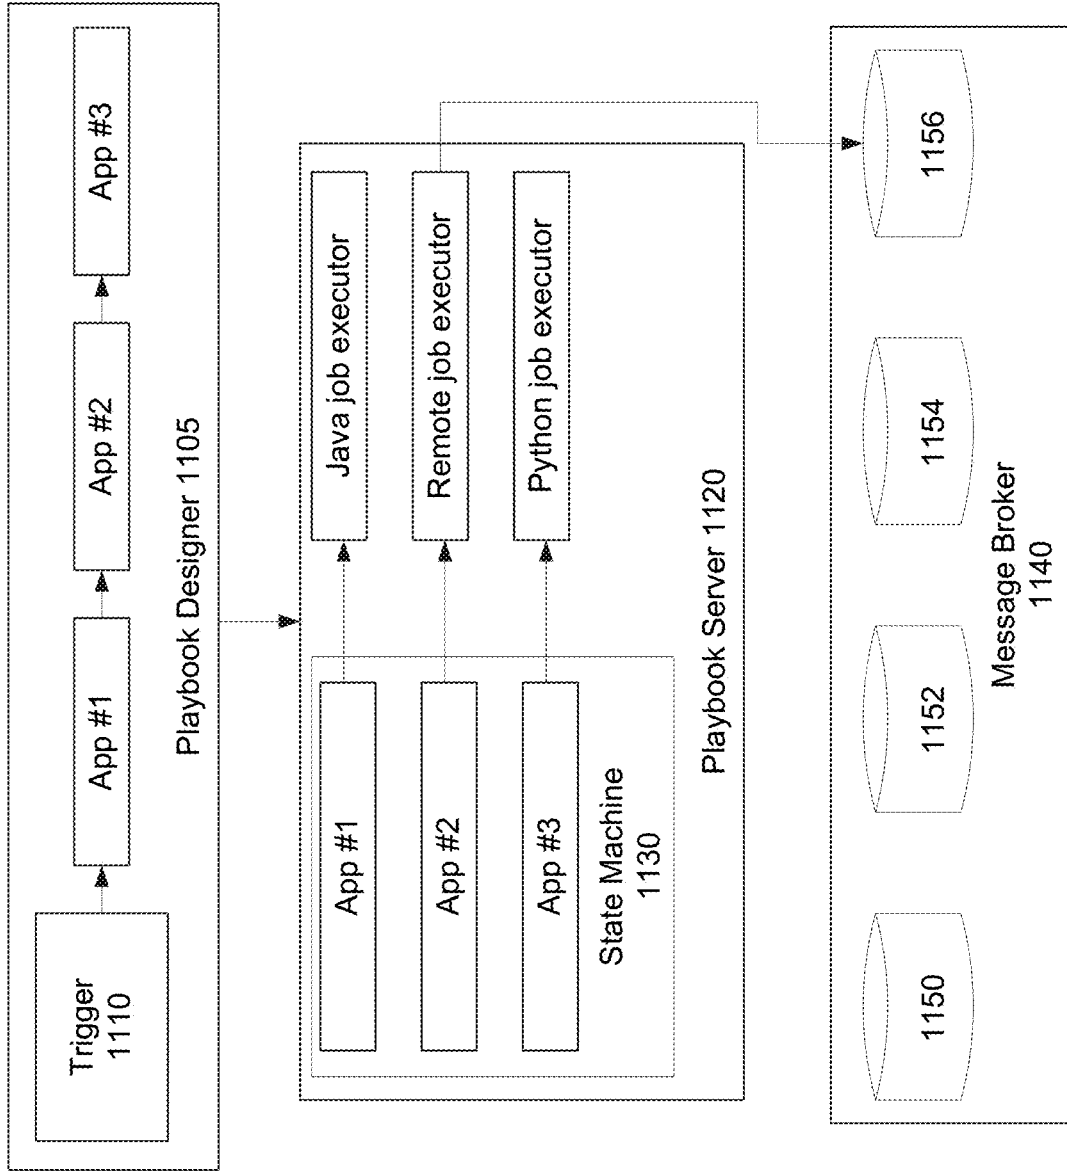 Trigger
1110
App #1
App #2
App #3
Playbook Designer 1105
App #1
Java job executor
App #2
Remote job executor
App #3
Python job executor
State Machine
1130
Playbook Server 1120
1150
1152
1154
1156
Message Broker
1140